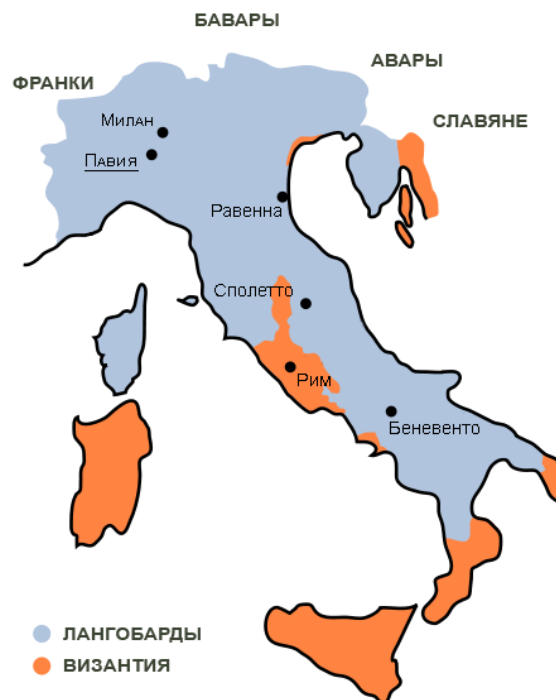 БАВАРЫ
АВАРЫ
ФРАНКИ
СЛАВЯНЕ
Милан
Павия
Равенна
Сполетто
Рим
Беневенто
ЛАНГОБАРДЫ
ВИЗАНТИЯ